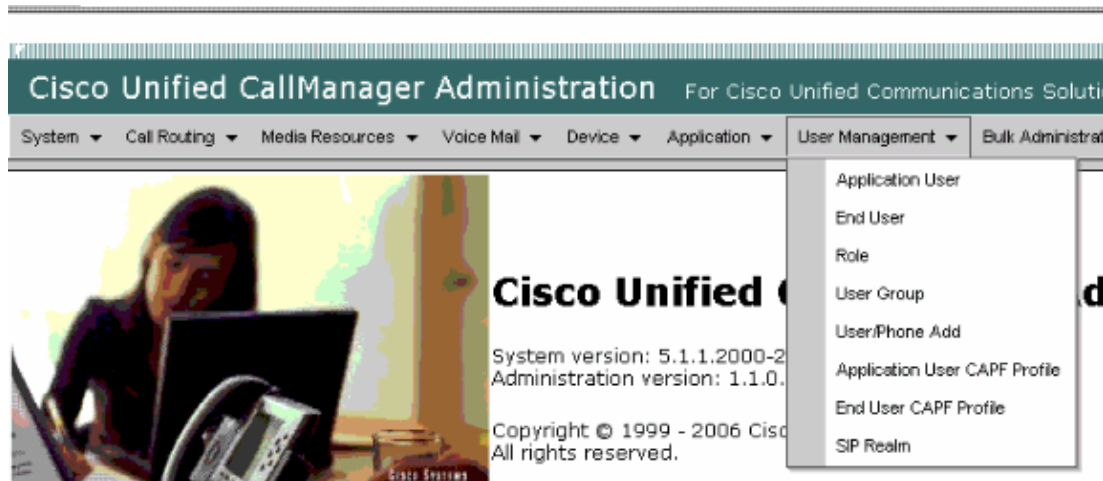 Cisco Unified CallManager Administration For Cisco Unified Communications Soluti
System Call Routing Media Resources Voice Mail Device Application User Management Bulk Administrat
Application User
End User
Role
User Group
User/Phone Add
Application User CAPF Profile
End User CAPF Profile
SIP Realm
Cisco Unified
System version: 5.1.1.2000-2
Administration version: 1.1.0.
Copyright © 1999 - 2006 Cisc
All rights reserved.
CISCO SYSTEMS